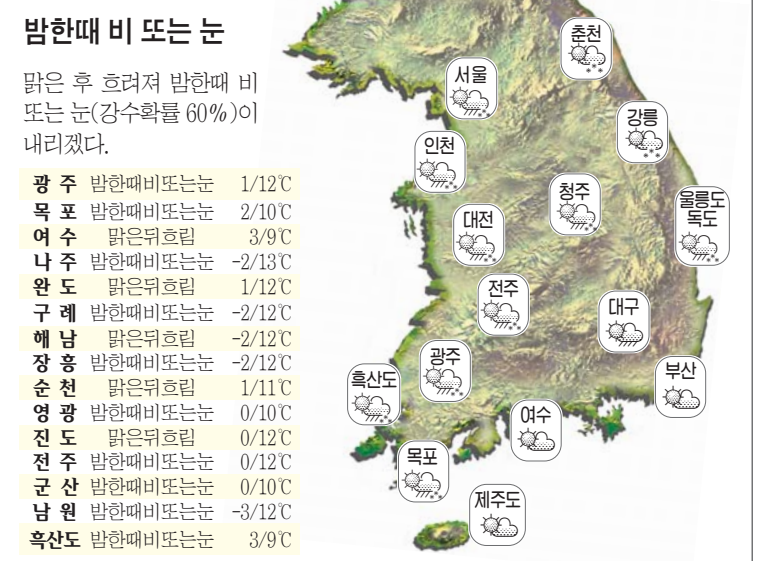 밤한때 비 또는 눈
맑은 후 흐려져 밤한때 비
또는 눈(강수확률 60%)이
내리겠다.
광 주 밤한때비또는눈 1/12℃
목 포 밤한때비또는눈 2/10℃
여 수 맑은뒤흐림 3/9℃
나 주 밤한때비또는눈 -2/13℃
완 도 맑은뒤흐림 1/12℃
구 례 밤한때비또는눈 -2/12℃
해 남 맑은뒤흐림 -2/12℃
장 흥 밤한때비또는눈 -2/12℃
순 천 맑은뒤흐림 1/11℃
영 광 밤한때비또는눈 0/10℃
진 도 맑은뒤흐림 0/12℃
전 주 밤한때비또는눈 0/12℃
군 산 밤한때비또는눈 0/10℃
남 원 밤한때비또는눈 -3/12℃
흑산도 밤한때비또는눈 3/9℃
춘천
서울
강릉
인천
청주
울릉도
독도
대전
전주
대구
광주
부산
흑산도
여수
목포
제주도